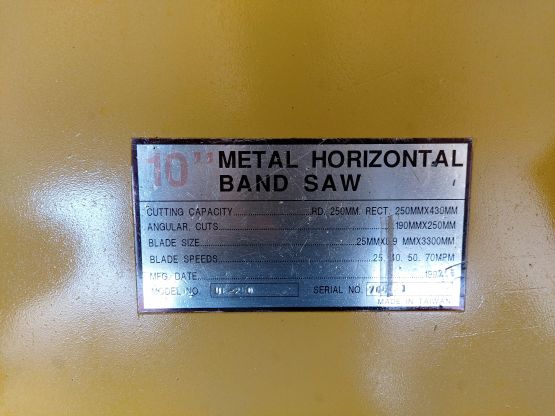 10" METAL HORIZONTAL
BAND SAW
CUTTING CAPACITY..........RD. 250MM. RECT. 250MMX430MM
ANGULAR. CUTS..........190MMX250MM
BLADE SIZE..........25MMX0.9 MMX3300MM
BLADE SPEEDS..........25. 40. 50. 70MPM
MFG. DATE..........
MODEL NO.
SERIAL NO.
MADE IN TAIWAN